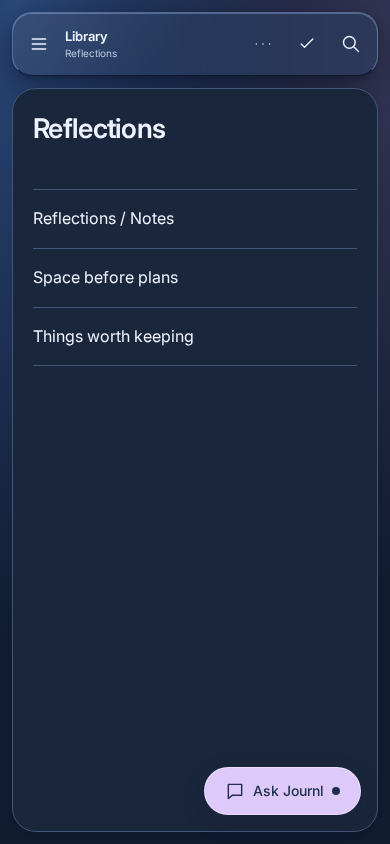 Library
Reflections
Reflections
Reflections / Notes
Space before plans
Things worth keeping
Ask Journl